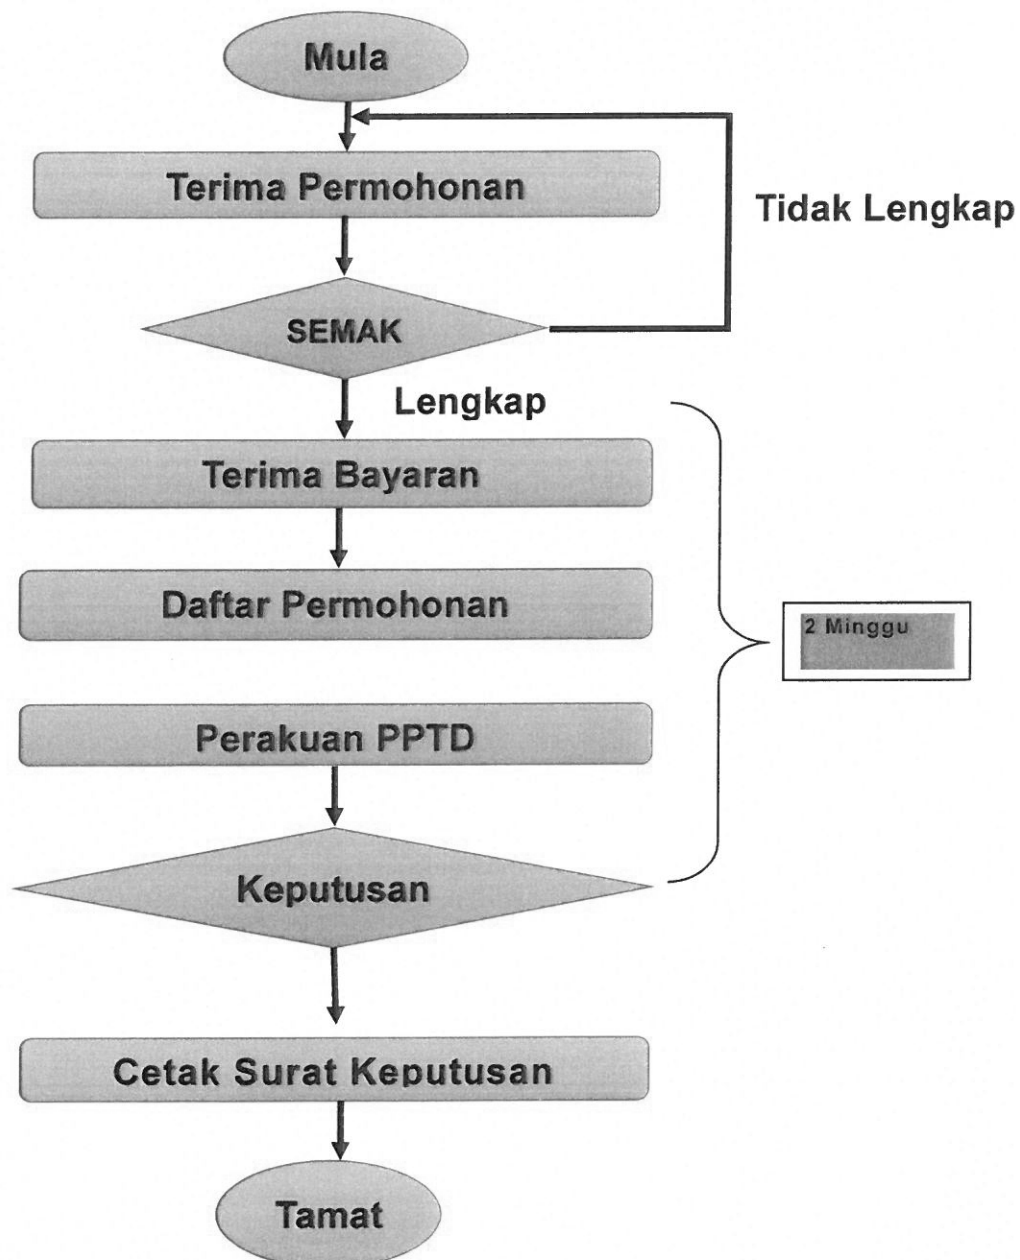 Mula
Terima Permohonan
Tidak Lengkap
SEMAK
Lengkap
Terima Bayaran
Daftar Permohonan
2 Minggu
Perakuan PPTD
Keputusan
Cetak Surat Keputusan
Tamat